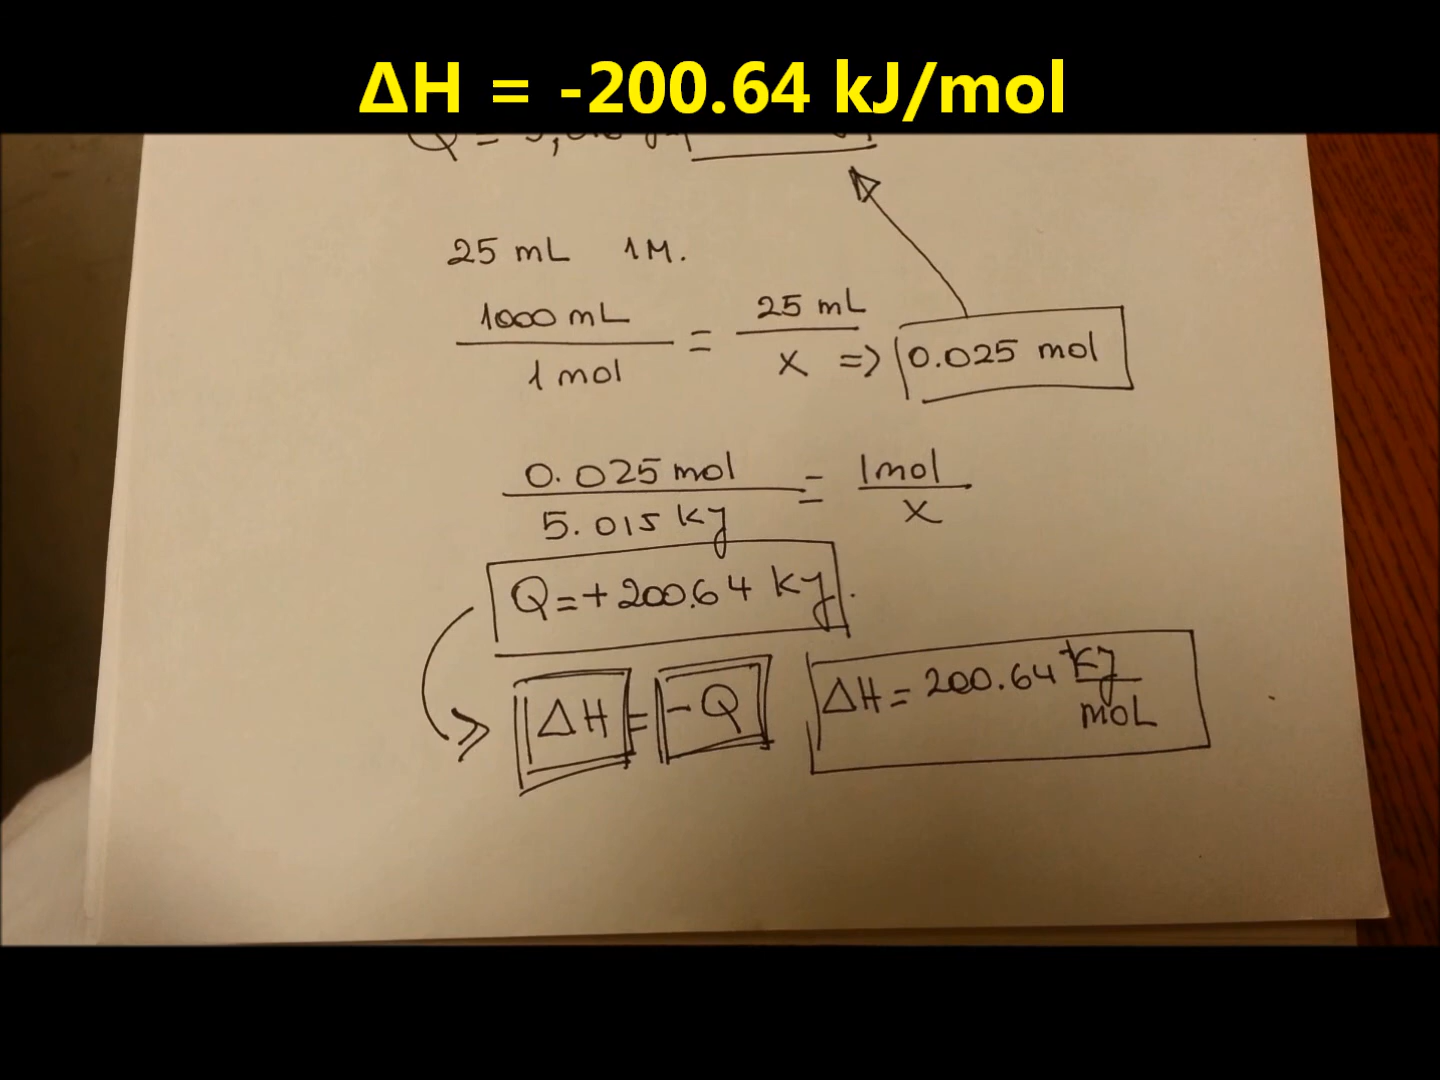 ΔH = -200.64 kJ/mol
Q =
25 mL 1M.
1000 mL / 1 mol = 25 mL / x => 0.025 mol
0.025 mol / 5.015 kJ = 1mol / x
Q=+200.64 kJ.
ΔH = -Q ΔH = 200.64 kJ / moL